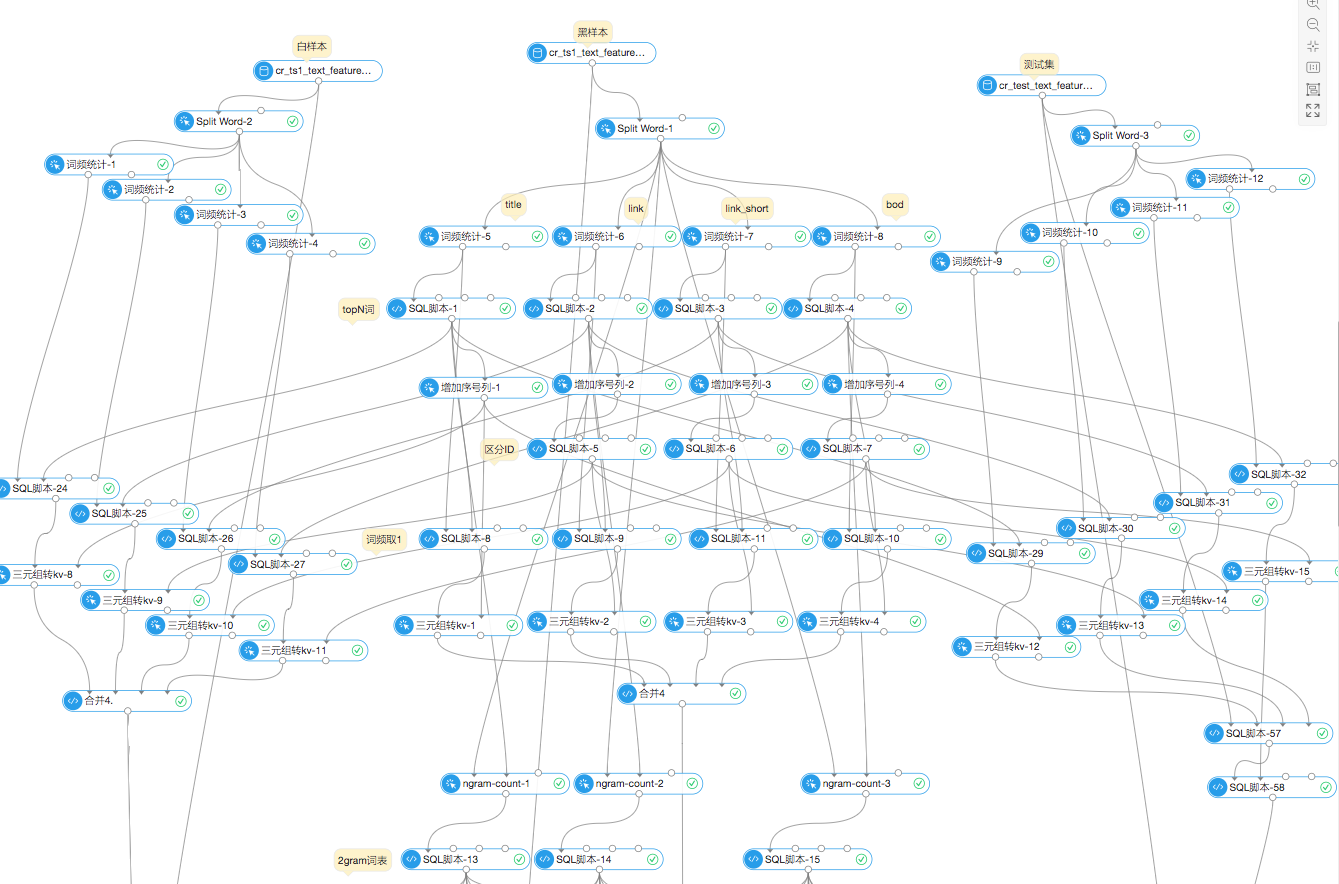 黑样本
白样本
cr_ts1_text_feature...
测试集
cr_ts1_text_feature...
cr_test_text_featur...
Split Word-2
Split Word-1
Split Word-3
词频统计-1
词频统计-2
词频统计-12
title
link
link_short
bod
词频统计-3
词频统计-11
词频统计-4
词频统计-5
词频统计-6
词频统计-7
词频统计-8
词频统计-10
词频统计-9
topN词
SQL脚本-1
SQL脚本-2
SQL脚本-3
SQL脚本-4
增加序号列-1
增加序号列-2
增加序号列-3
增加序号列-4
区分ID
SQL脚本-5
SQL脚本-6
SQL脚本-7
SQL脚本-32
SQL脚本-24
SQL脚本-31
SQL脚本-25
SQL脚本-30
SQL脚本-26
词频取1
SQL脚本-8
SQL脚本-9
SQL脚本-11
SQL脚本-10
SQL脚本-29
SQL脚本-27
三元组转kv-8
三元组转kv-15
三元组转kv-9
三元组转kv-14
三元组转kv-10
三元组转kv-1
三元组转kv-2
三元组转kv-3
三元组转kv-4
三元组转kv-13
三元组转kv-11
三元组转kv-12
合并4.
合并4
SQL脚本-57
ngram-count-1
ngram-count-2
ngram-count-3
SQL脚本-58
2gram词表
SQL脚本-13
SQL脚本-14
SQL脚本-15